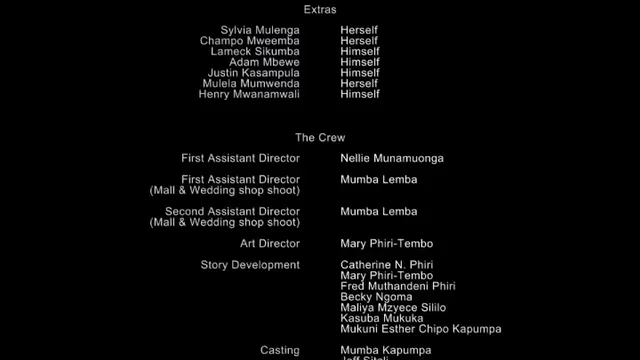 Extras
Sylvia Mulenga Herself
Champo Mweemba Herself
Lameck Sikumba Himself
Adam Mbewe Himself
Justin Kasampula Himself
Mulela Mumwenda Herself
Henry Mwanamwali Himself
The Crew
First Assistant Director Nellie Munamuonga
First Assistant Director Mumba Lemba
(Mall & Wedding shop shoot)
Second Assistant Director Mumba Lemba
(Mall & Wedding shop shoot)
Art Director Mary Phiri-Tembo
Story Development Catherine N. Phiri
Mary Phiri-Tembo
Fred Muthandeni Phiri
Becky Ngoma
Maliya Mzyece Sililo
Kasuba Mukuka
Mukuni Esther Chipo Kapumpa
Casting Mumba Kapumpa
Jeff Sitali